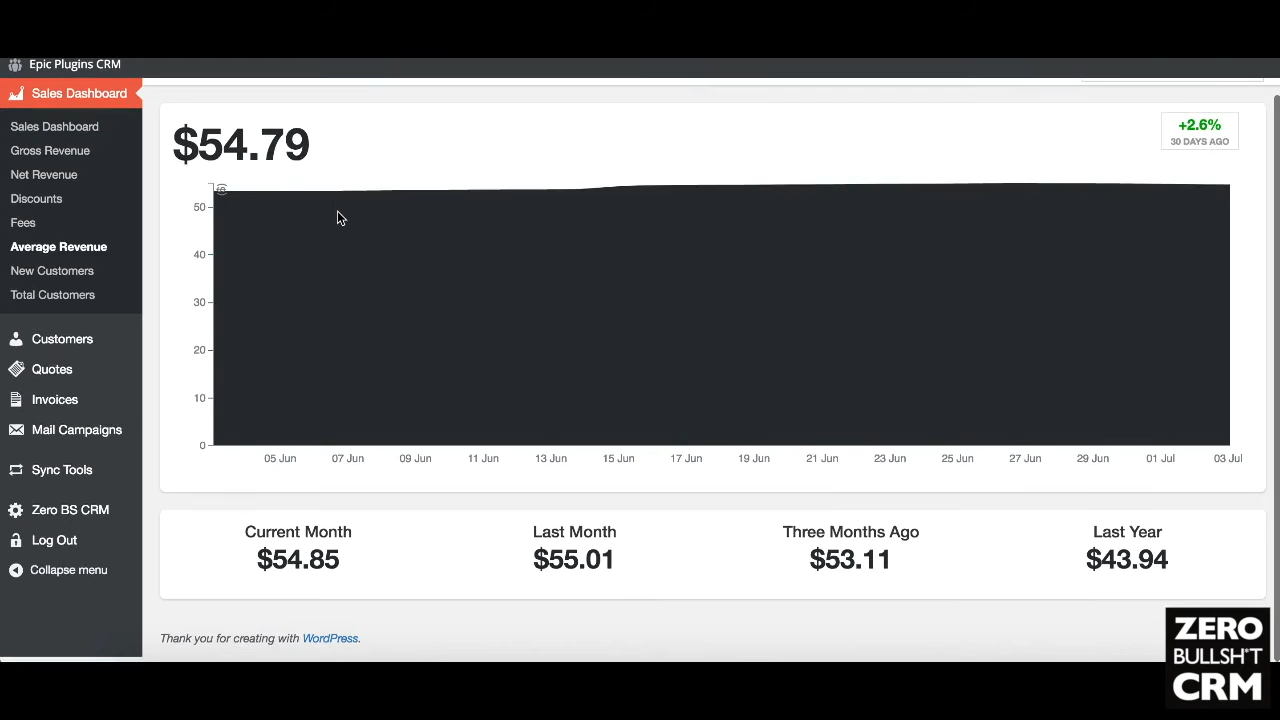 Epic Plugins CRM
Sales Dashboard
Sales Dashboard
Gross Revenue
Net Revenue
Discounts
Fees
Average Revenue
New Customers
Total Customers
Customers
Quotes
Invoices
Mail Campaigns
Sync Tools
Zero BS CRM
Log Out
Collapse menu
$54.79
+2.6%
30 DAYS AGO
50
40
30
20
10
0
05 Jun 07 Jun 09 Jun 11 Jun 13 Jun 15 Jun 17 Jun 19 Jun 21 Jun 23 Jun 25 Jun 27 Jun 29 Jun 01 Jul 03 Jul
Current Month Last Month Three Months Ago Last Year
$54.85 $55.01 $53.11 $43.94
Thank you for creating with WordPress.
ZERO
BULLSH*T
CRM